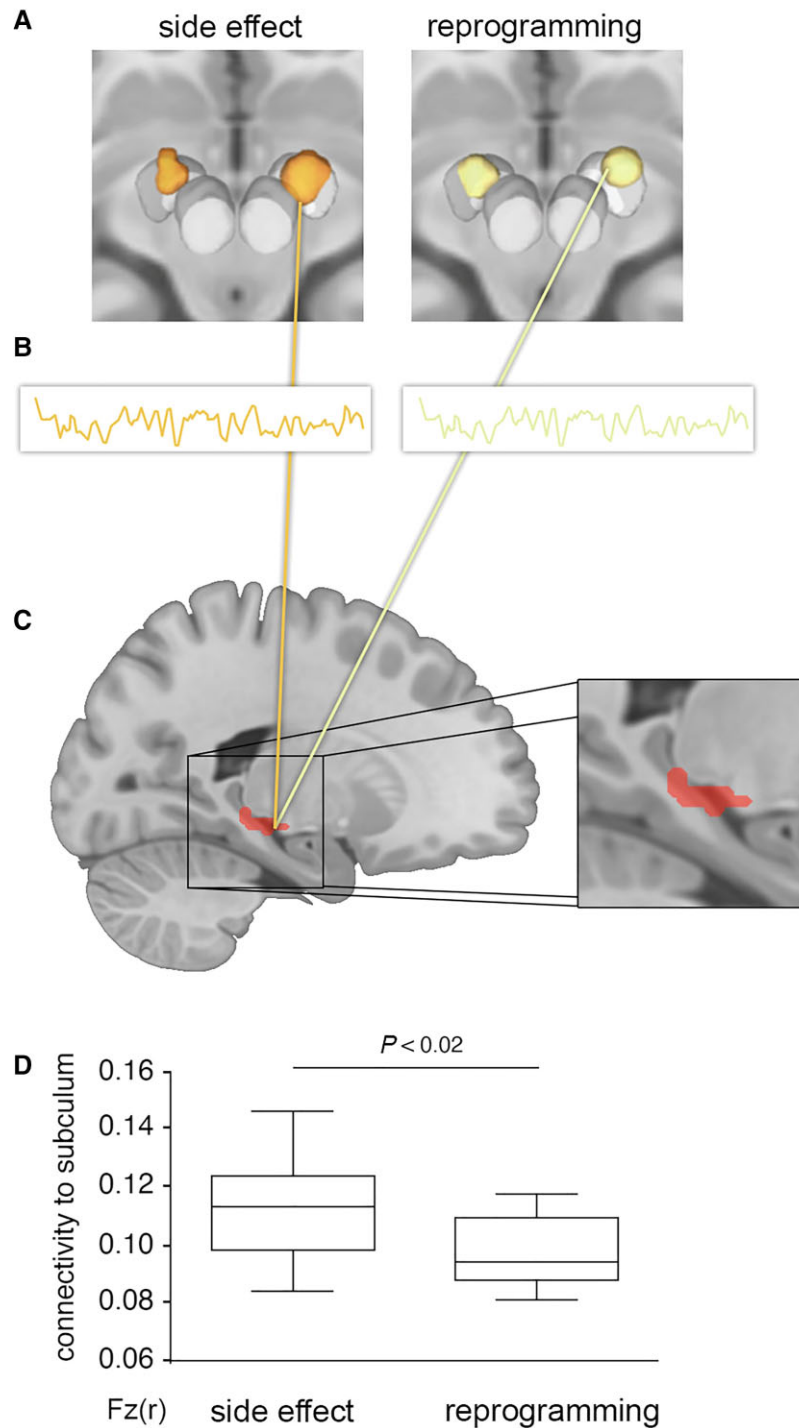 A
side effect
reprogramming
B
C
D
P < 0.02
connectivity to subculum
0.16
0.14
0.12
0.10
0.08
0.06
Fz(r)
side effect
reprogramming